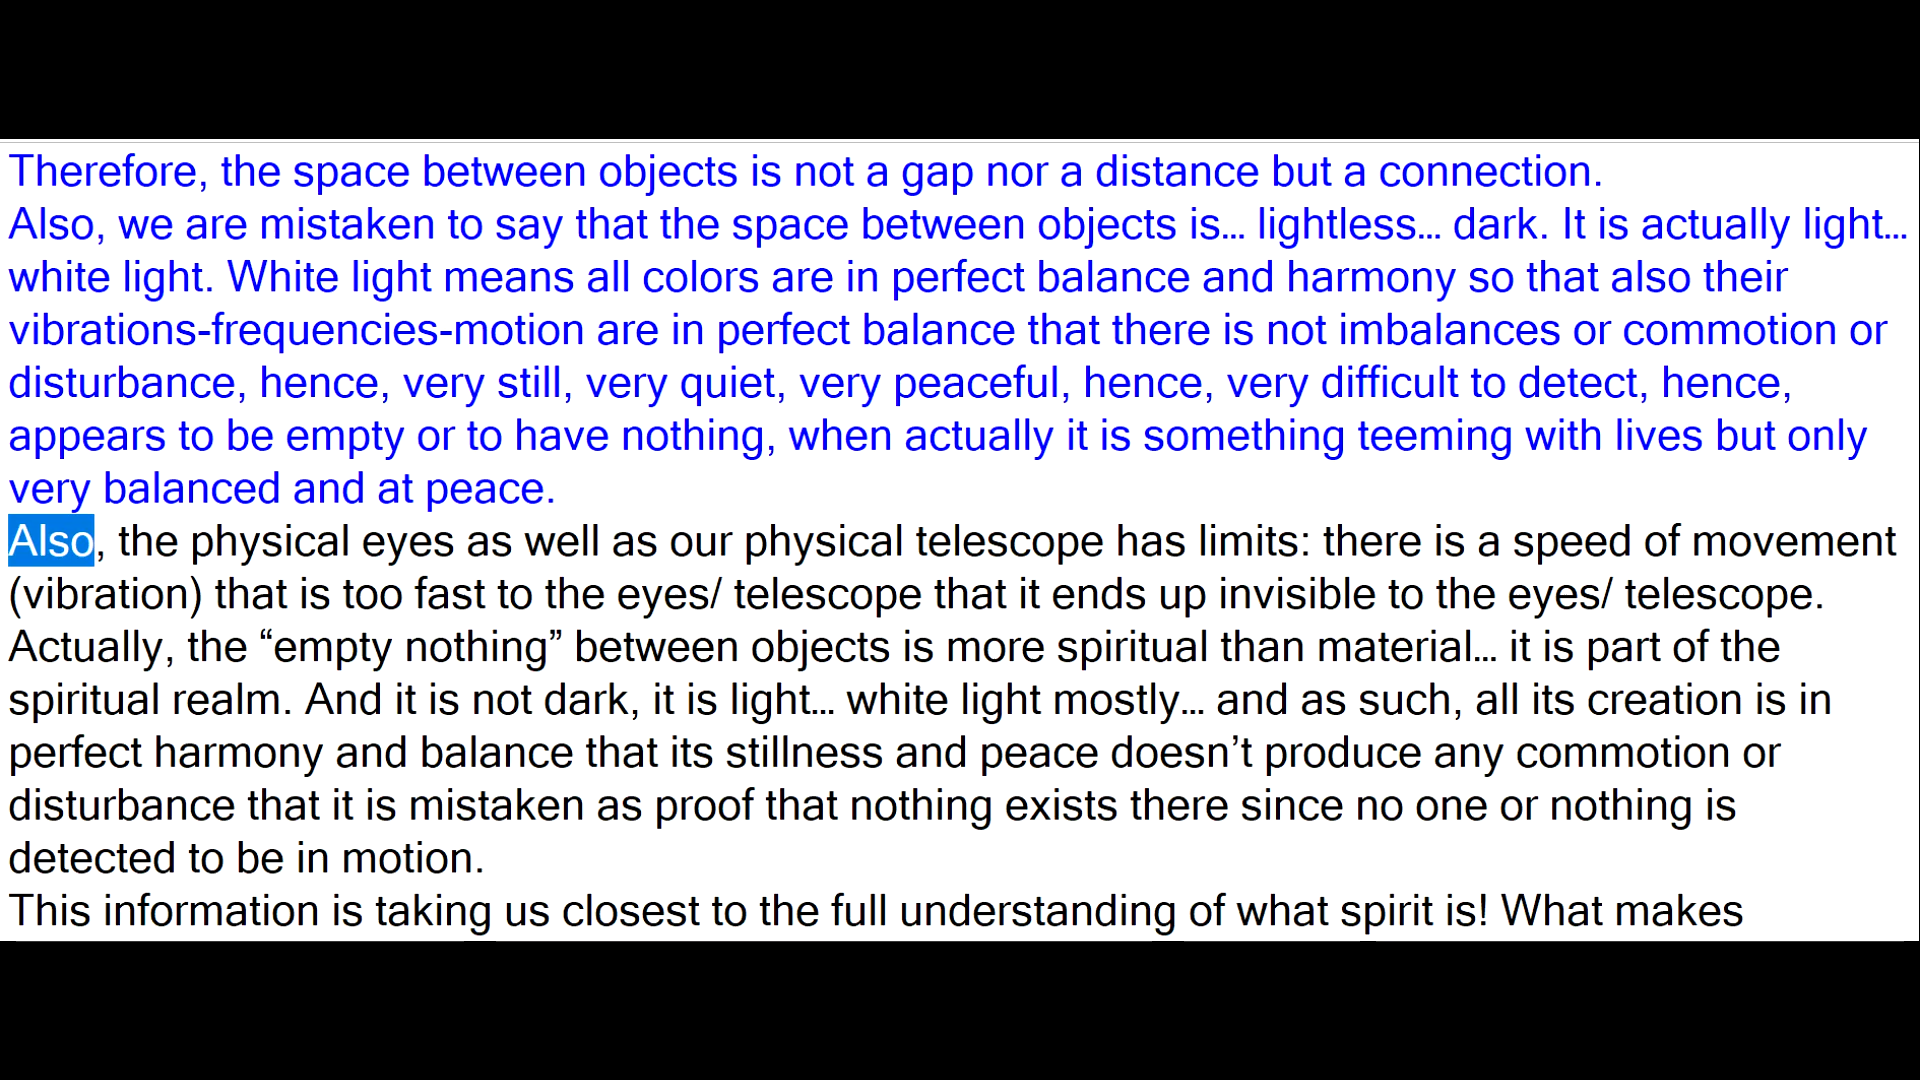 Therefore, the space between objects is not a gap nor a distance but a connection.
Also, we are mistaken to say that the space between objects is… lightless… dark. It is actually light…
white light. White light means all colors are in perfect balance and harmony so that also their
vibrations-frequencies-motion are in perfect balance that there is not imbalances or commotion or
disturbance, hence, very still, very quiet, very peaceful, hence, very difficult to detect, hence,
appears to be empty or to have nothing, when actually it is something teeming with lives but only
very balanced and at peace.
Also, the physical eyes as well as our physical telescope has limits: there is a speed of movement
(vibration) that is too fast to the eyes/ telescope that it ends up invisible to the eyes/ telescope.
Actually, the “empty nothing” between objects is more spiritual than material… it is part of the
spiritual realm. And it is not dark, it is light… white light mostly… and as such, all its creation is in
perfect harmony and balance that its stillness and peace doesn’t produce any commotion or
disturbance that it is mistaken as proof that nothing exists there since no one or nothing is
detected to be in motion.
This information is taking us closest to the full understanding of what spirit is! What makes